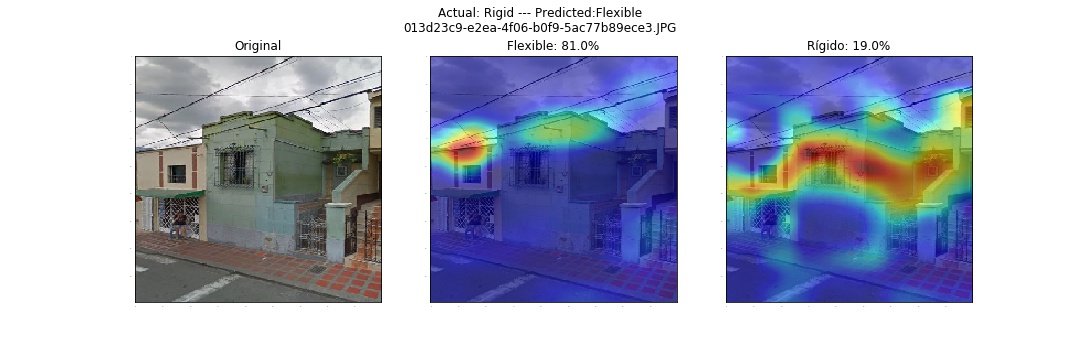 Actual: Rigid --- Predicted:Flexible
013d23c9-e2ea-4f06-b0f9-5ac77b89ece3.JPG
Original
Flexible: 81.0%
Rígido: 19.0%